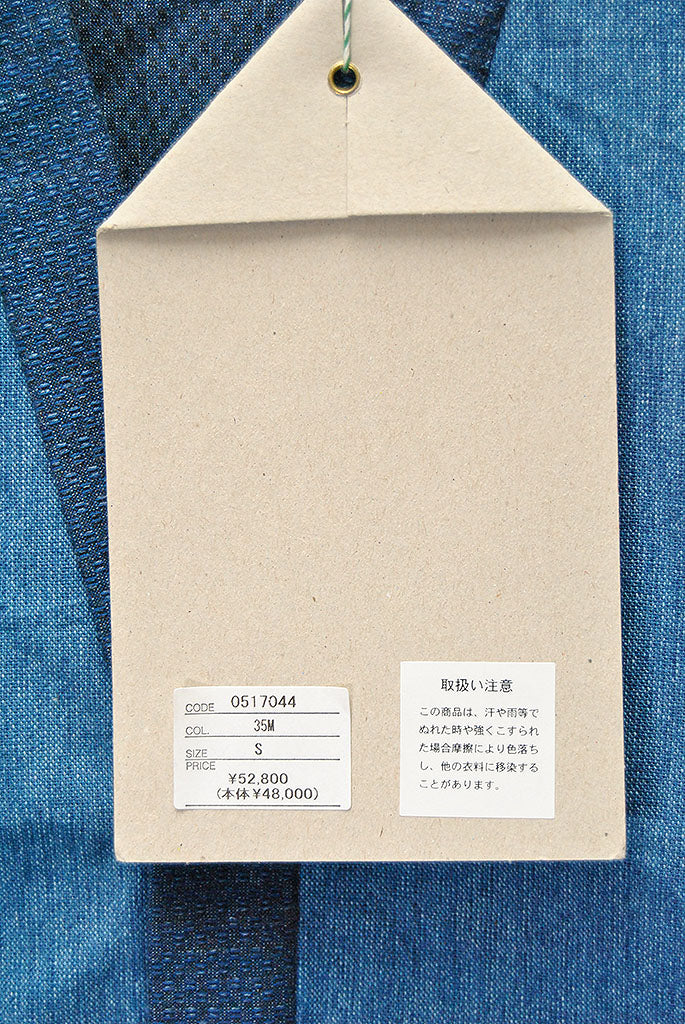 CODE 0517044
COL. 35M
SIZE S
PRICE
¥52,800
(本体¥48,000)
取扱い注意
この商品は、汗や雨等で
ぬれた時や強くこすられ
た場合摩擦により色落ち
し、他の衣料に移染する
ことがあります。